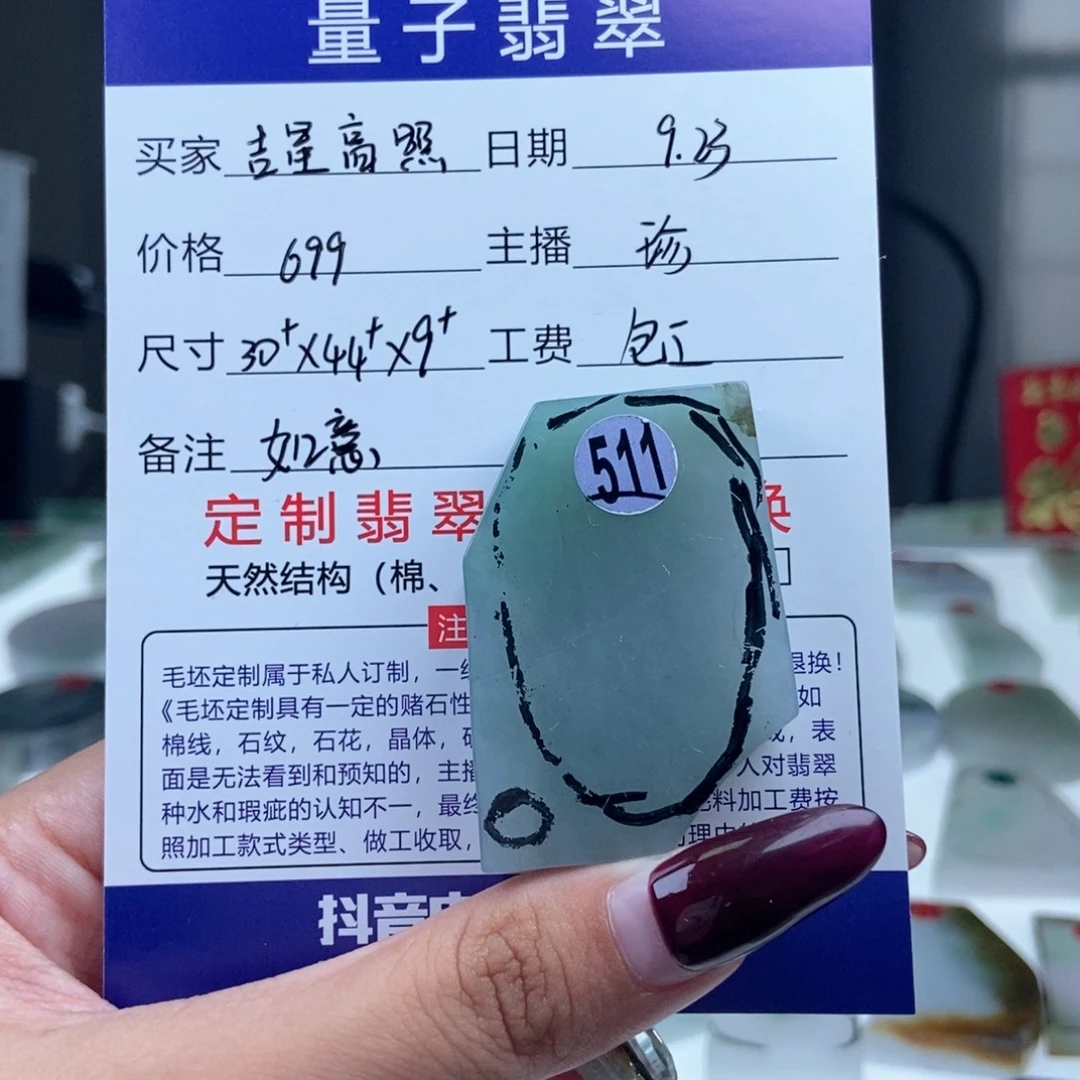 量子翡翠
买家 吉星高照 日期 9.23
价格 699 主播 珍
尺寸 30⁺X44⁺X9⁺ 工费 包工
备注 如意
511
定制翡翠 换
天然结构（棉、
注
毛坯定制属于私人订制，一 退换！
《毛坯定制具有一定的赌石性 如
棉线，石纹，石花，晶体， 表
面是无法看到和预知的，主播 人对翡翠
种水和瑕疵的认知不一，最终 料加工费按
照加工款式类型、做工收取，
抖音